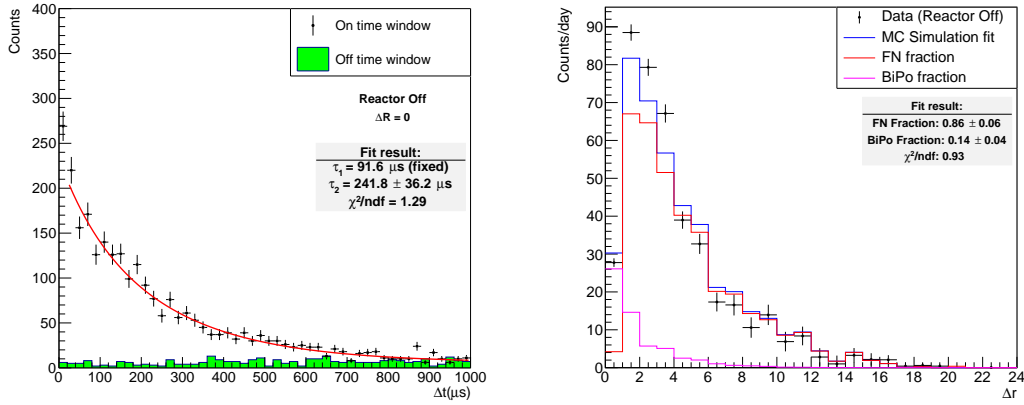 Counts
400
350
300
250
200
150
100
50
0
On time window
Off time window
Reactor Off
ΔR = 0
Fit result:
τ1 = 91.6 μs (fixed)
τ2 = 241.8 ± 36.2 μs
χ²/ndf = 1.29
0 100 200 300 400 500 600 700 800 900 1000
Δt(μs)
Counts/day
90
80
70
60
50
40
30
20
10
0
Data (Reactor Off)
MC Simulation fit
FN fraction
BiPo fraction
Fit result:
FN Fraction: 0.86 ± 0.06
BiPo Fraction: 0.14 ± 0.04
χ²/ndf: 0.93
0 2 4 6 8 10 12 14 16 18 20 22 24
Δr